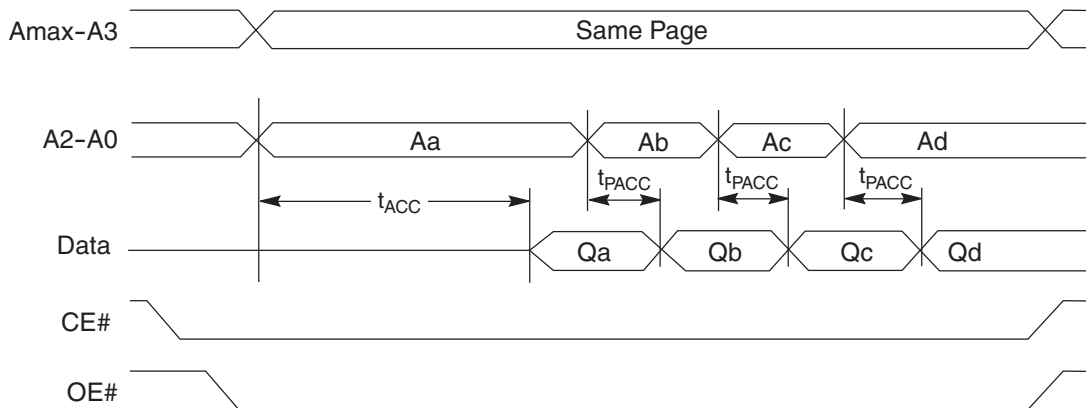 Amax-A3
Same Page
A2-A0
Aa
Ab
Ac
Ad
tPACC
tPACC
tPACC
tACC
Data
Qa
Qb
Qc
Qd
CE#
OE#